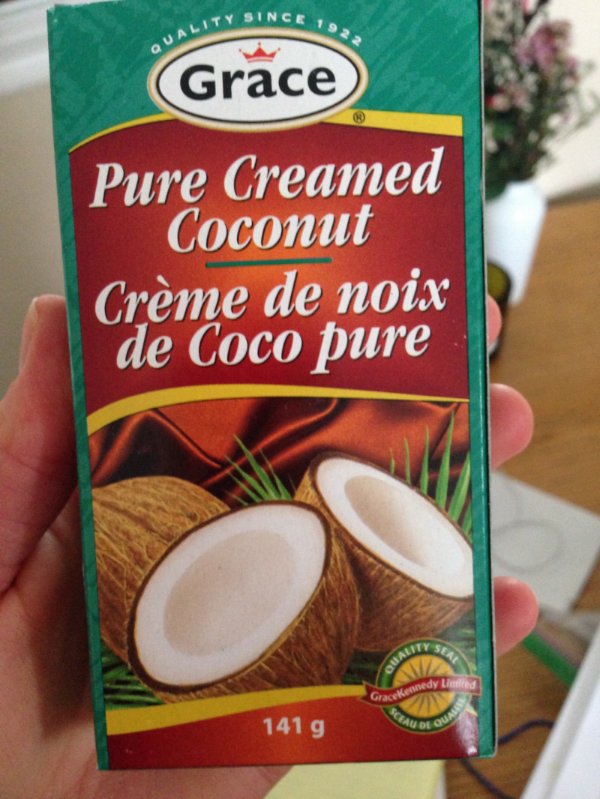 QUALITY SINCE 1922
Grace
®
Pure Creamed
Coconut
Crème de noix
de Coco pure
QUALITY SEAL
GraceKennedy Limited
SCEAU DE QUALITÉ
141 g